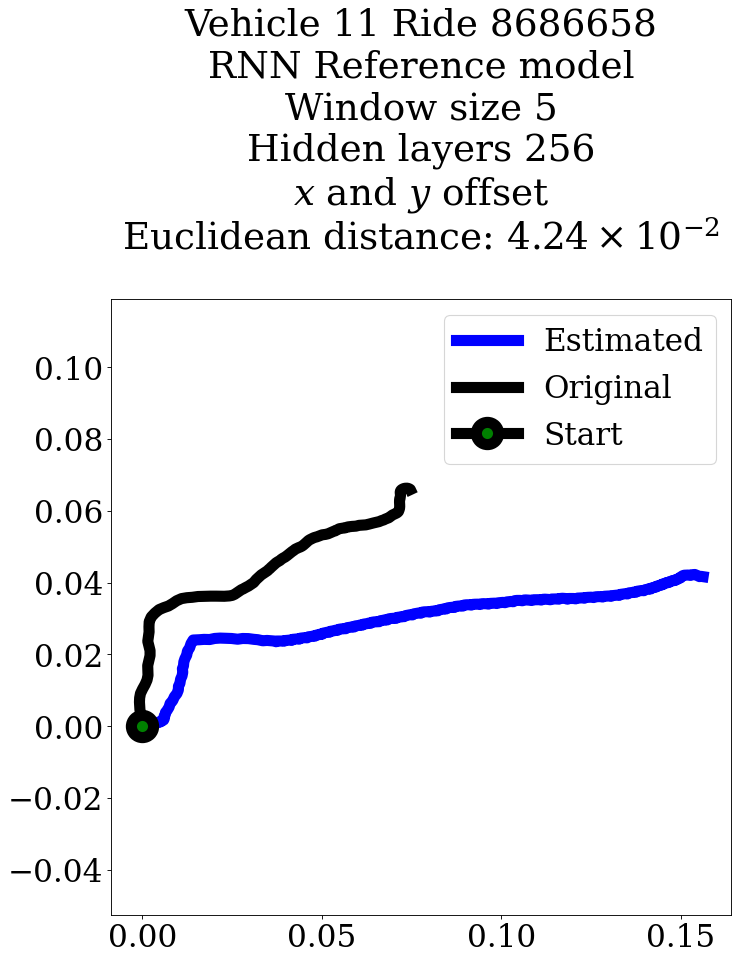 Vehicle 11 Ride 8686658
RNN Reference model
Window size 5
Hidden layers 256
x and y offset
Euclidean distance: 4.24 × 10⁻²
Estimated
Original
Start
0.10
0.08
0.06
0.04
0.02
0.00
−0.02
−0.04
0.00 0.05 0.10 0.15